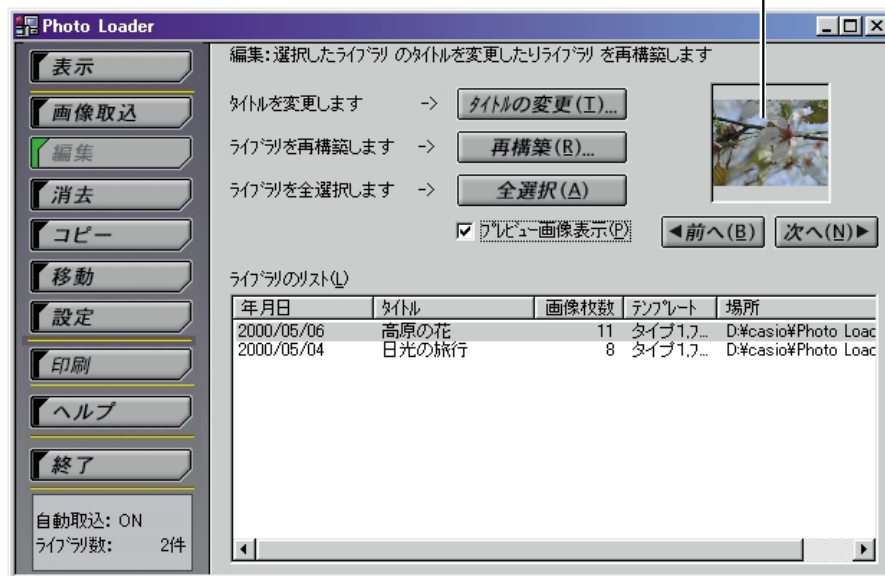 Photo Loader
表示
画像取込
編集
消去
コピー
移動
設定
印刷
ヘルプ
終了
自動取込: ON
ﾗｲﾌﾞﾗﾘ数: 2件
編集: 選択したﾗｲﾌﾞﾗﾘ のﾀｲﾄﾙを変更したりﾗｲﾌﾞﾗﾘ を再構築します
ﾀｲﾄﾙを変更します -> ﾀｲﾄﾙの変更(T)...
ﾗｲﾌﾞﾗﾘを再構築します -> 再構築(R)...
ﾗｲﾌﾞﾗﾘを全選択します -> 全選択(A)
ﾌﾟﾚﾋﾞｭｰ画像表示(P)
◀前へ(B) 次へ(N)▶
ﾗｲﾌﾞﾗﾘのﾘｽﾄ(L)
年月日 ﾀｲﾄﾙ 画像枚数 ﾃﾝﾌﾟﾚｰﾄ 場所
2000/05/06 高原の花 11 タイプ1,フ... D:¥casio¥Photo Loac
2000/05/04 日光の旅行 8 タイプ1,フ... D:¥casio¥Photo Loac